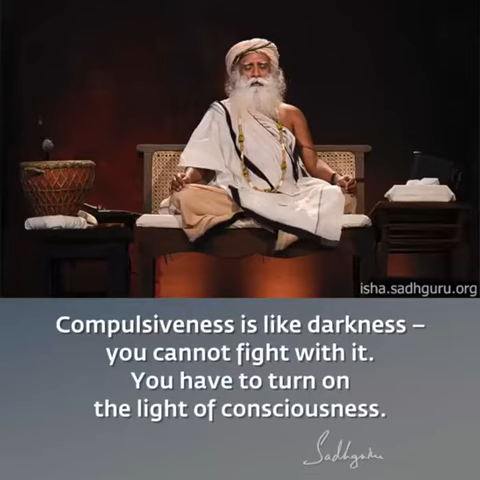 isha.sadhguru.org
Compulsiveness is like darkness –
you cannot fight with it.
You have to turn on
the light of consciousness.
Sadhguru